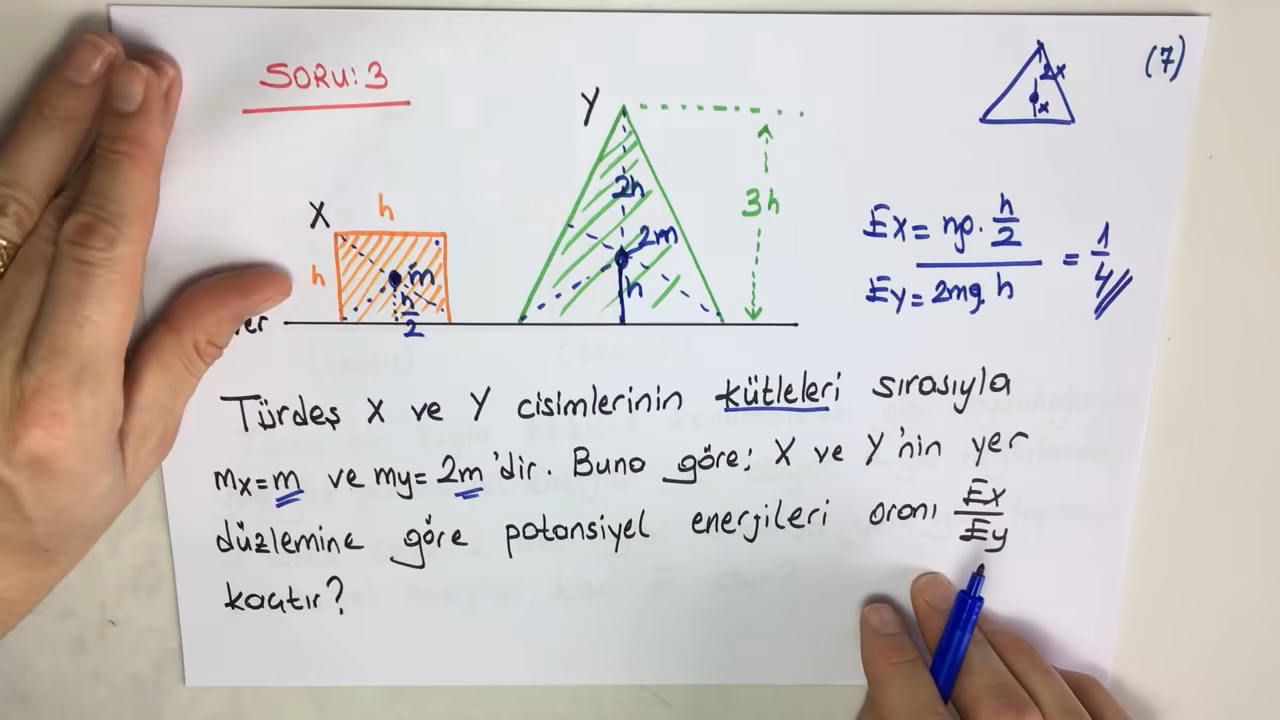 SORU: 3
(7)
2x
x
Y
2h
3h
2m
h
X
h
h
m
h/2
Ex = mg. h/2
Ey = 2mg h
= 1/4
er
Türdeş X ve Y cisimlerinin kütleleri sırasıyla
mx=m ve my=2m'dir. Buna göre; X ve Y'nin yer
düzlemine göre potansiyel enerjileri oranı Ex/Ey
kaçtır?